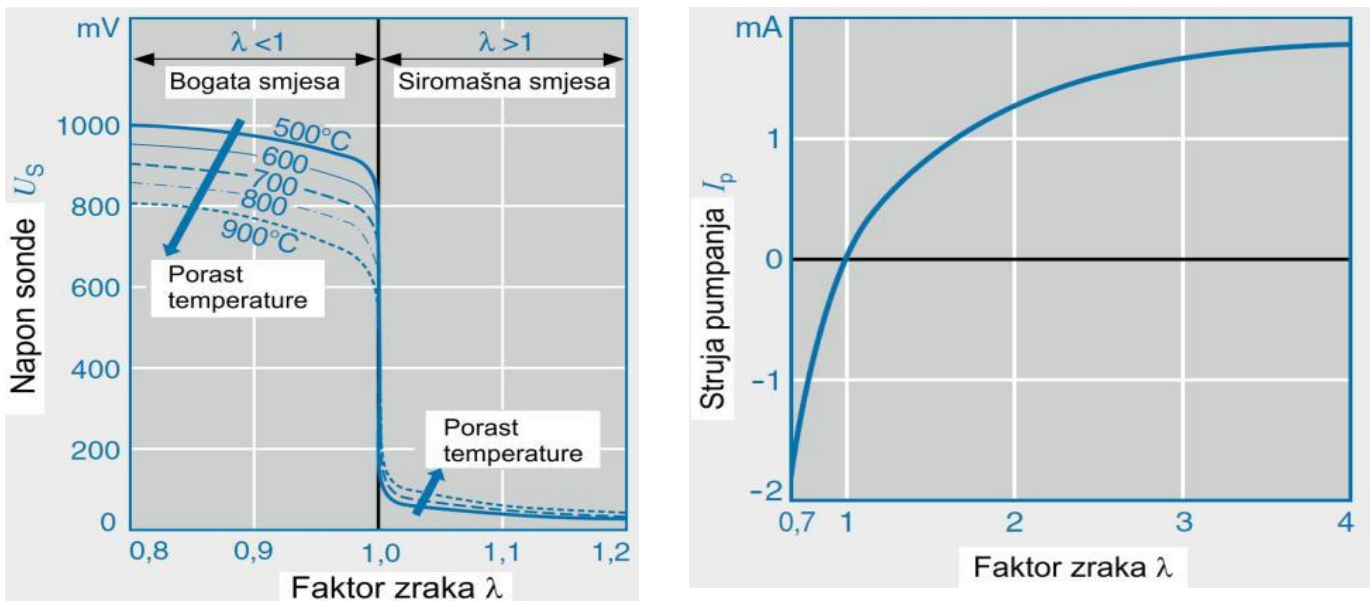 mV
λ <1
λ >1
Bogata smjesa
Siromašna smjesa
1000
800
600
400
200
0
Napon sonde U_S
500°C
600
700
800
900°C
Porast
temperature
Porast
temperature
0,8
0,9
1,0
1,1
1,2
Faktor zraka λ
mA
1
0
–1
–2
Struja pumpanja I_p
0,7
1
2
3
4
Faktor zraka λ